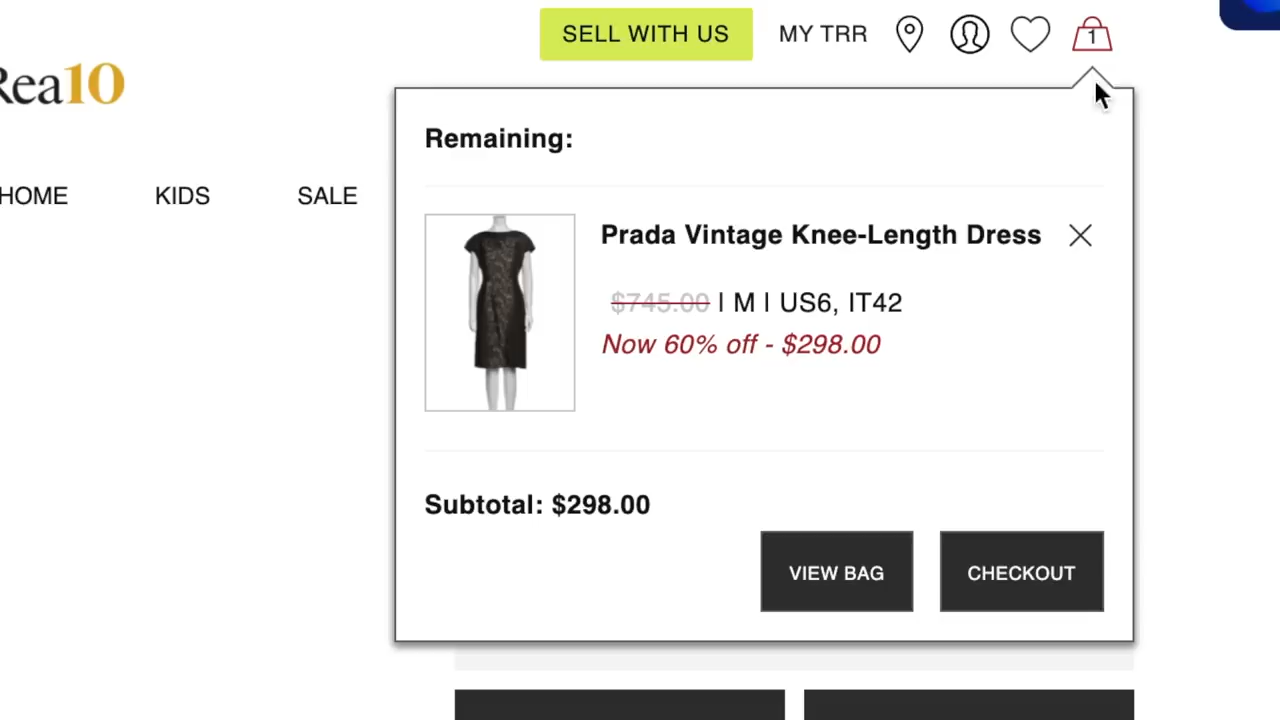 SELL WITH US
MY TRR
1
Rea10
HOME
KIDS
SALE
Remaining:
Prada Vintage Knee-Length Dress
$745.00 | M | US6, IT42
Now 60% off - $298.00
Subtotal: $298.00
VIEW BAG
CHECKOUT